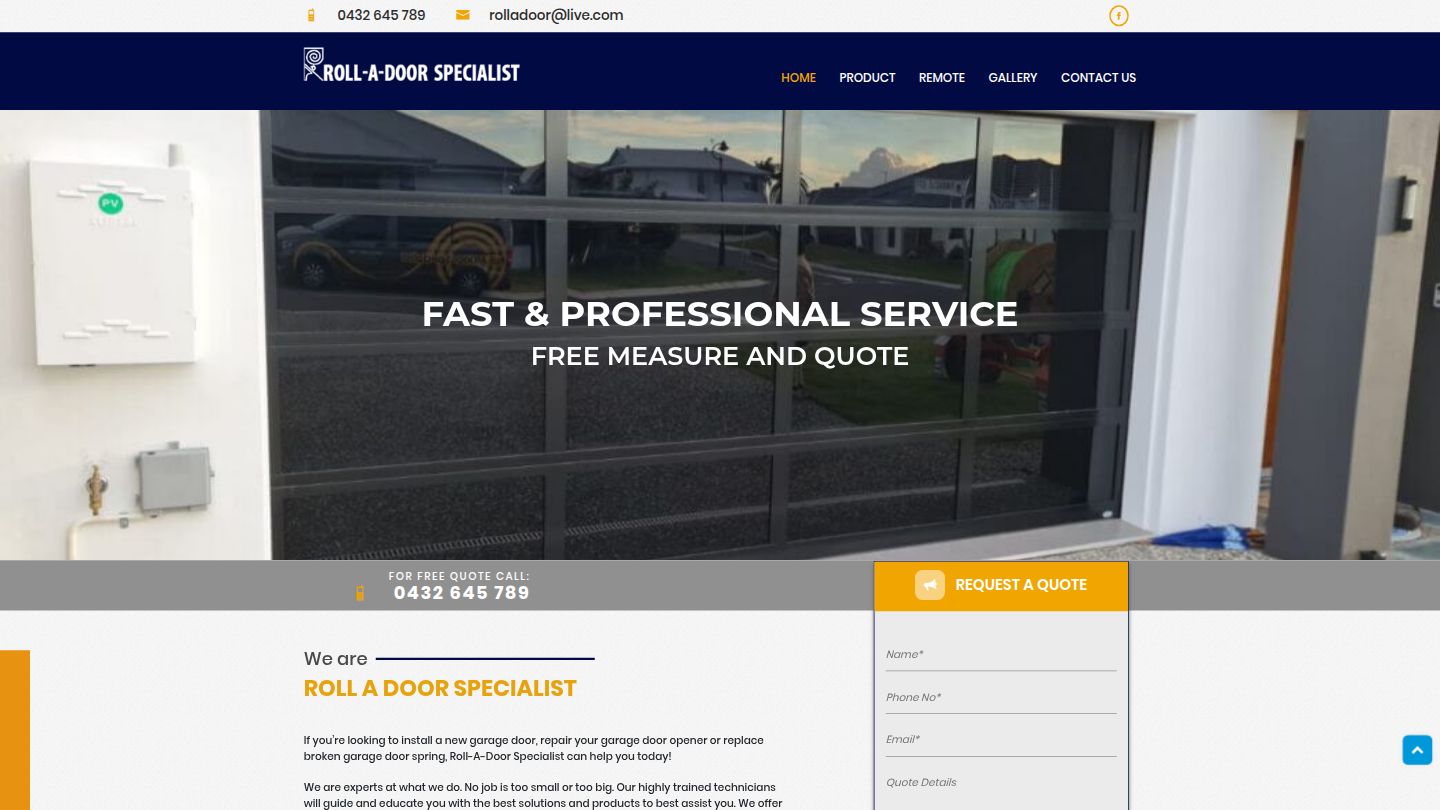 0432 645 789
rolladoor@live.com
ROLL-A-DOOR SPECIALIST
HOME
PRODUCT
REMOTE
GALLERY
CONTACT US
PV
FAST & PROFESSIONAL SERVICE
FREE MEASURE AND QUOTE
FOR FREE QUOTE CALL:
0432 645 789
REQUEST A QUOTE
Name*
Phone No*
Email*
Quote Details
We are
ROLL A DOOR SPECIALIST
If you're looking to install a new garage door, repair your garage door opener or replace
broken garage door spring, Roll-A-Door Specialist can help you today!
We are experts at what we do. No job is too small or too big. Our highly trained technicians
will guide and educate you with the best solutions and products to best assist you. We offer